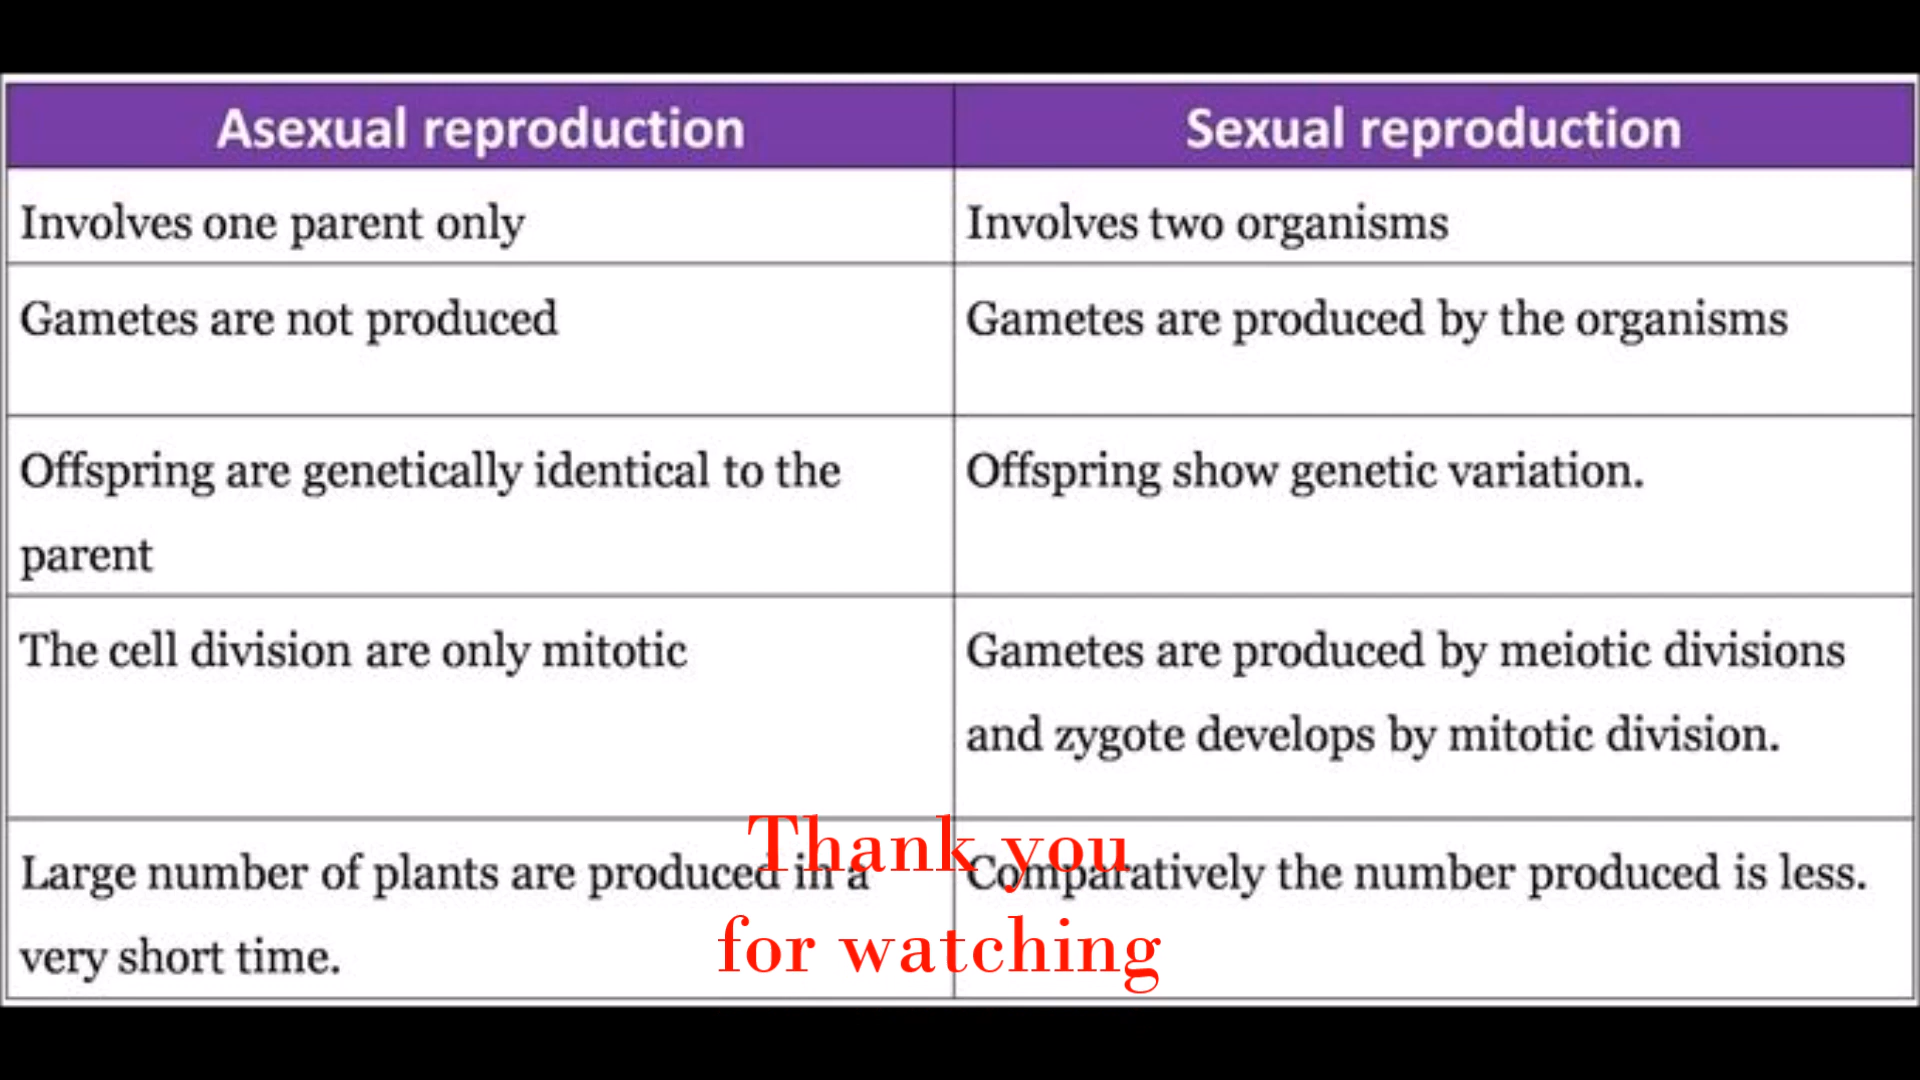 Asexual reproduction
Sexual reproduction
Involves one parent only
Involves two organisms
Gametes are not produced
Gametes are produced by the organisms
Offspring are genetically identical to the
parent
Offspring show genetic variation.
The cell division are only mitotic
Gametes are produced by meiotic divisions
and zygote develops by mitotic division.
Large number of plants are produced in a
very short time.
Comparatively the number produced is less.
Thank you
for watching